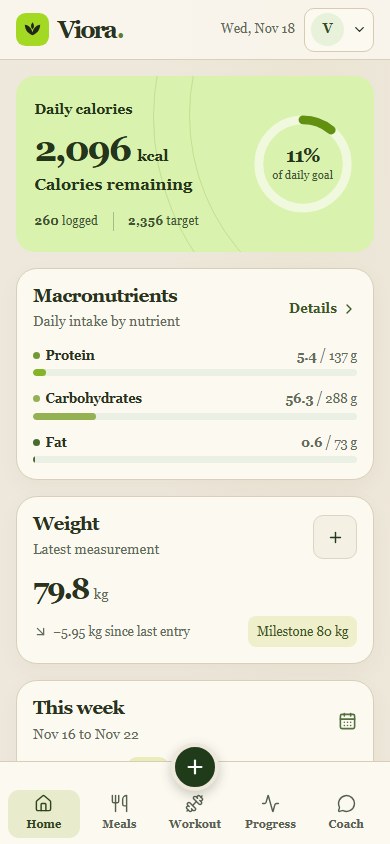 Viora.
Wed, Nov 18
V
Daily calories
2,096 kcal
Calories remaining
260 logged
2,356 target
11%
of daily goal
Macronutrients
Daily intake by nutrient
Details
Protein
5.4 / 137 g
Carbohydrates
56.3 / 288 g
Fat
0.6 / 73 g
Weight
Latest measurement
79.8 kg
−5.95 kg since last entry
Milestone 80 kg
This week
Nov 16 to Nov 22
Home
Meals
Workout
Progress
Coach